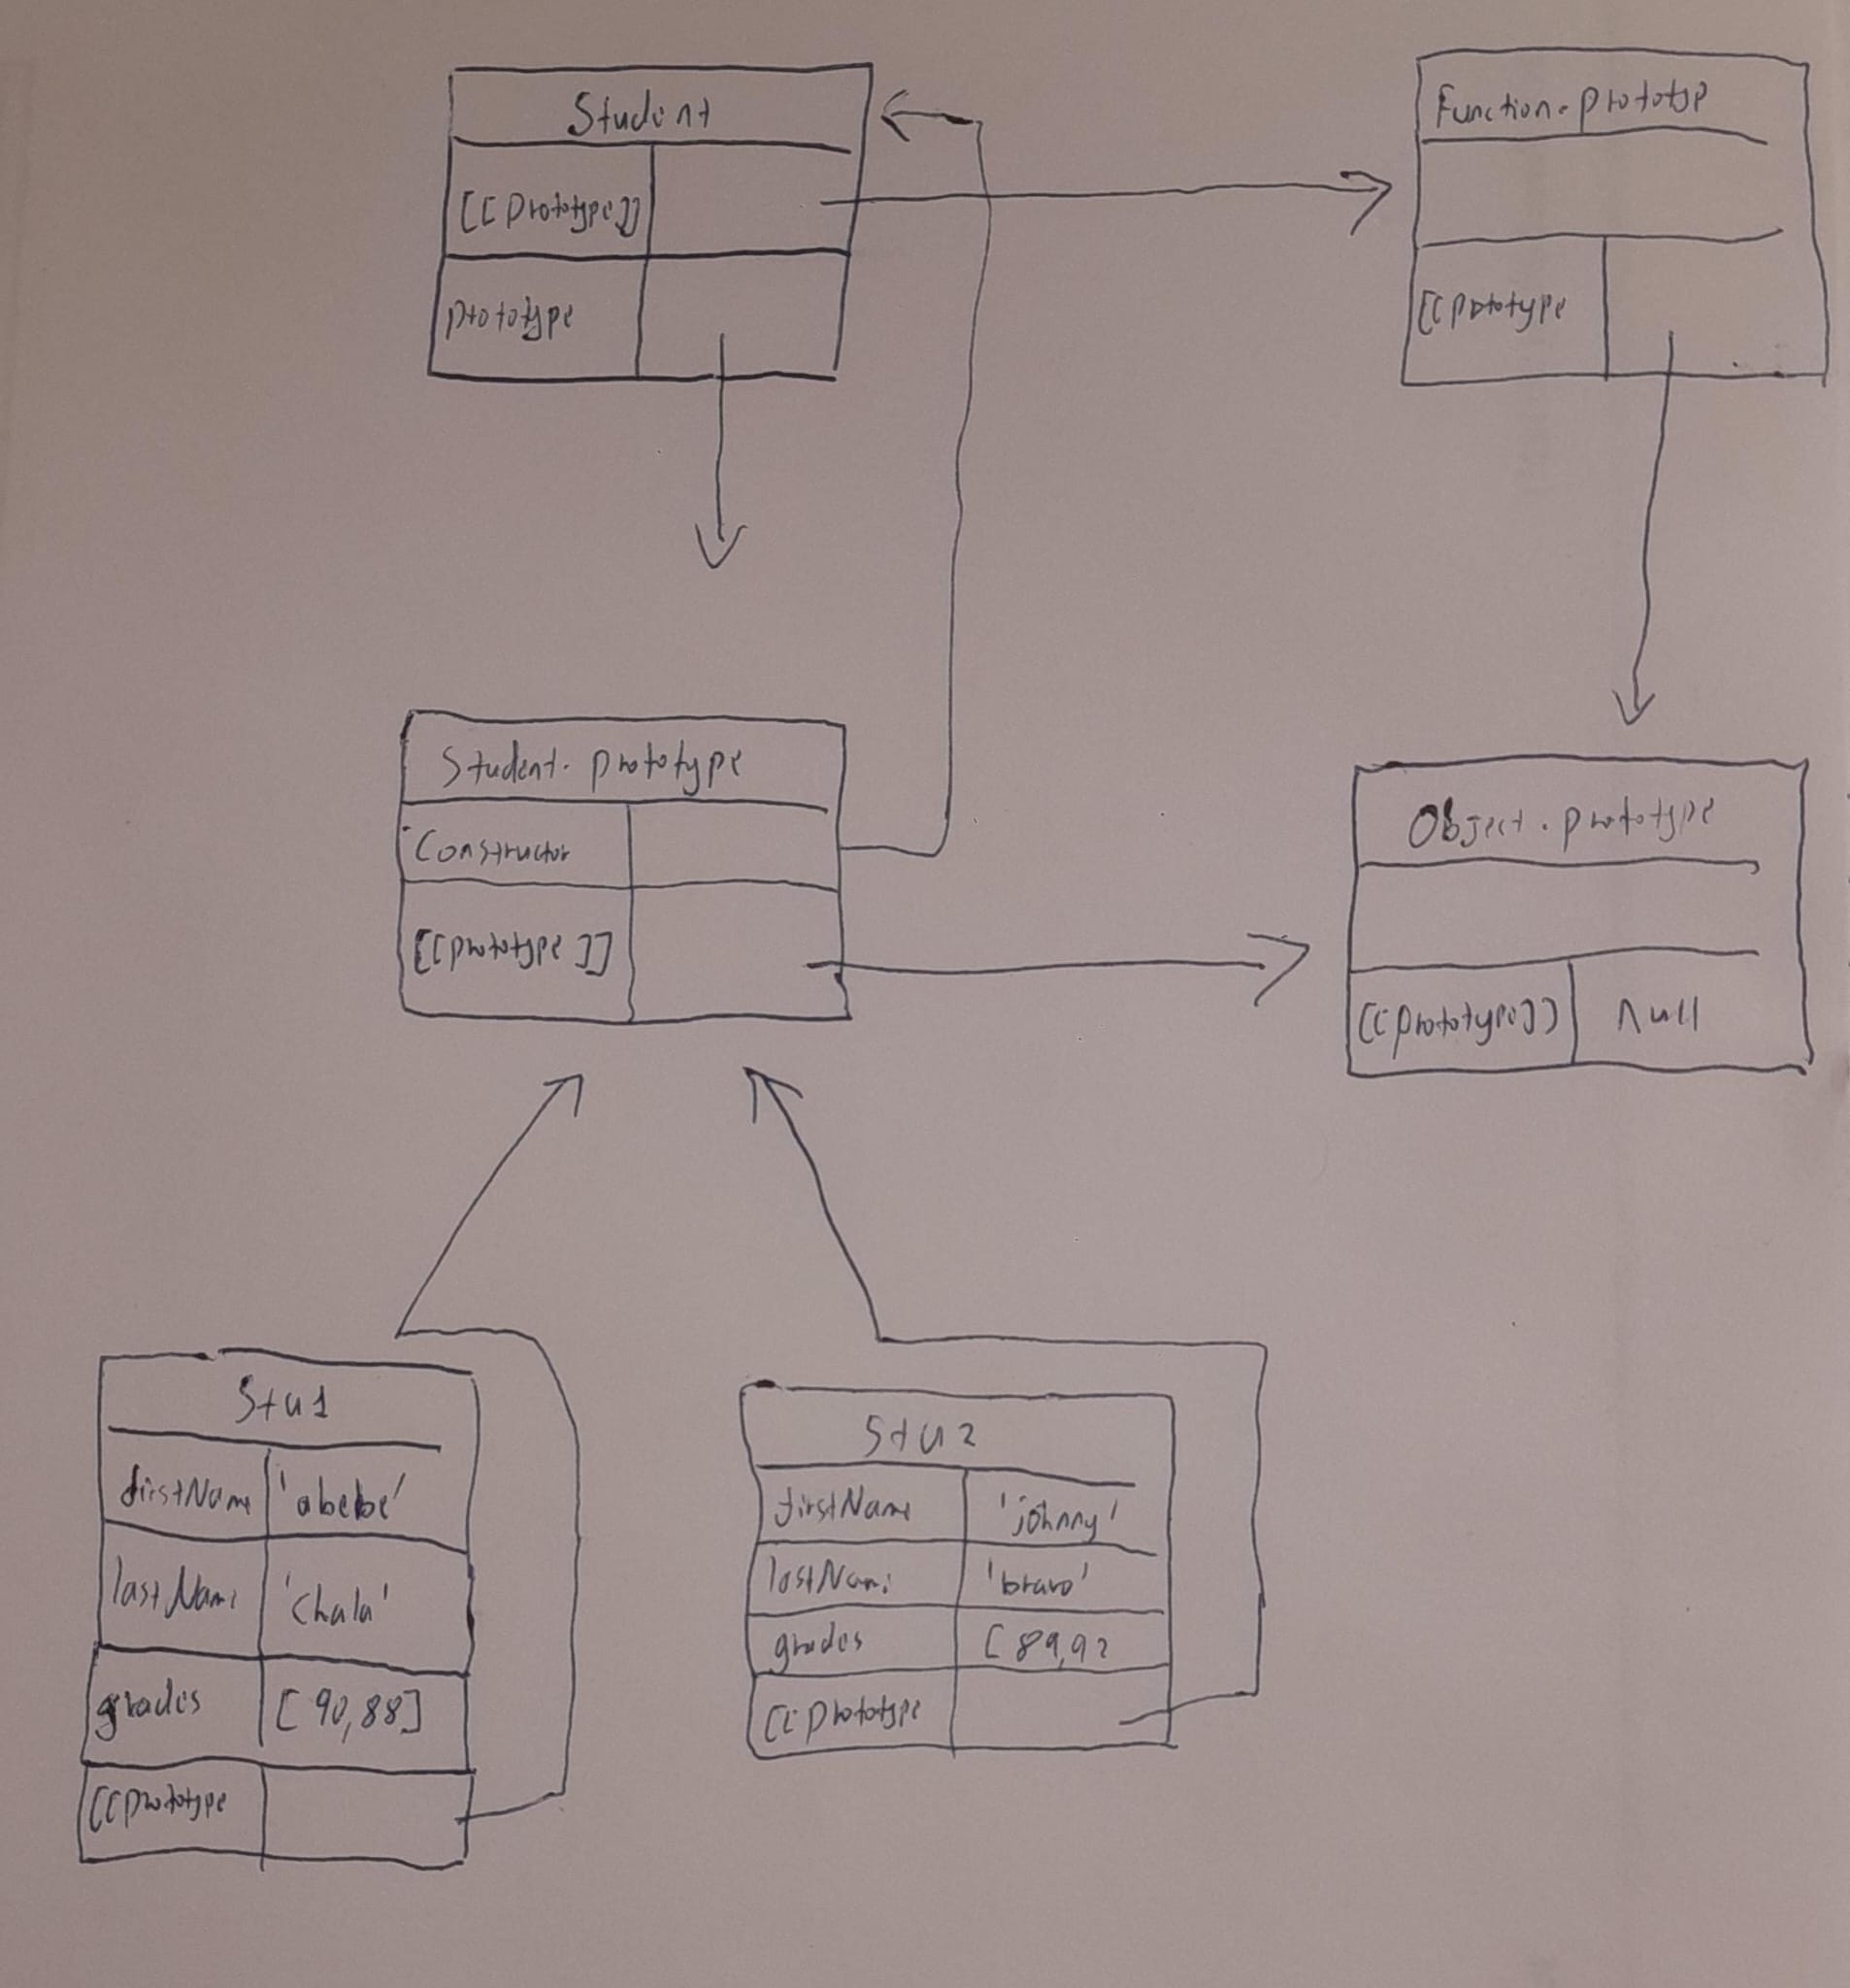 Student
[[prototype]]
prototype
Function.prototyp
[[prototype
Student.prototype
Constructor
[[prototype]]
Object.prototype
[[prototype]] null
Stu1
firstName 'abebe'
lastName 'chala'
grades [90,88]
[[prototype
Stu2
firstName 'johnny'
lastName 'bravo'
grades [89,92
[[prototype